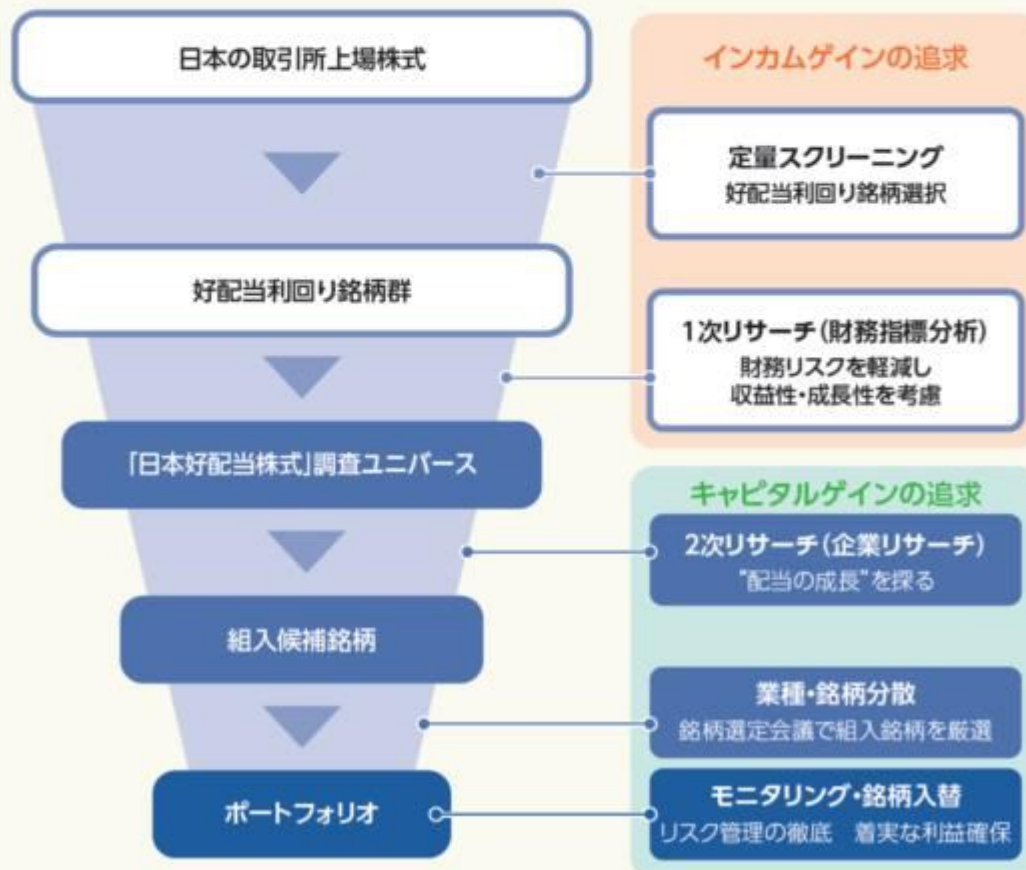 日本の取引所上場株式
好配当利回り銘柄群
「日本好配当株式」調査ユニバース
組入候補銘柄
ポートフォリオ
インカムゲインの追求
定量スクリーニング
好配当利回り銘柄選択
1次リサーチ(財務指標分析)
財務リスクを軽減し
収益性・成長性を考慮
キャピタルゲインの追求
2次リサーチ(企業リサーチ)
"配当の成長"を探る
業種・銘柄分散
銘柄選定会議で組入銘柄を厳選
モニタリング・銘柄入替
リスク管理の徹底　着実な利益確保